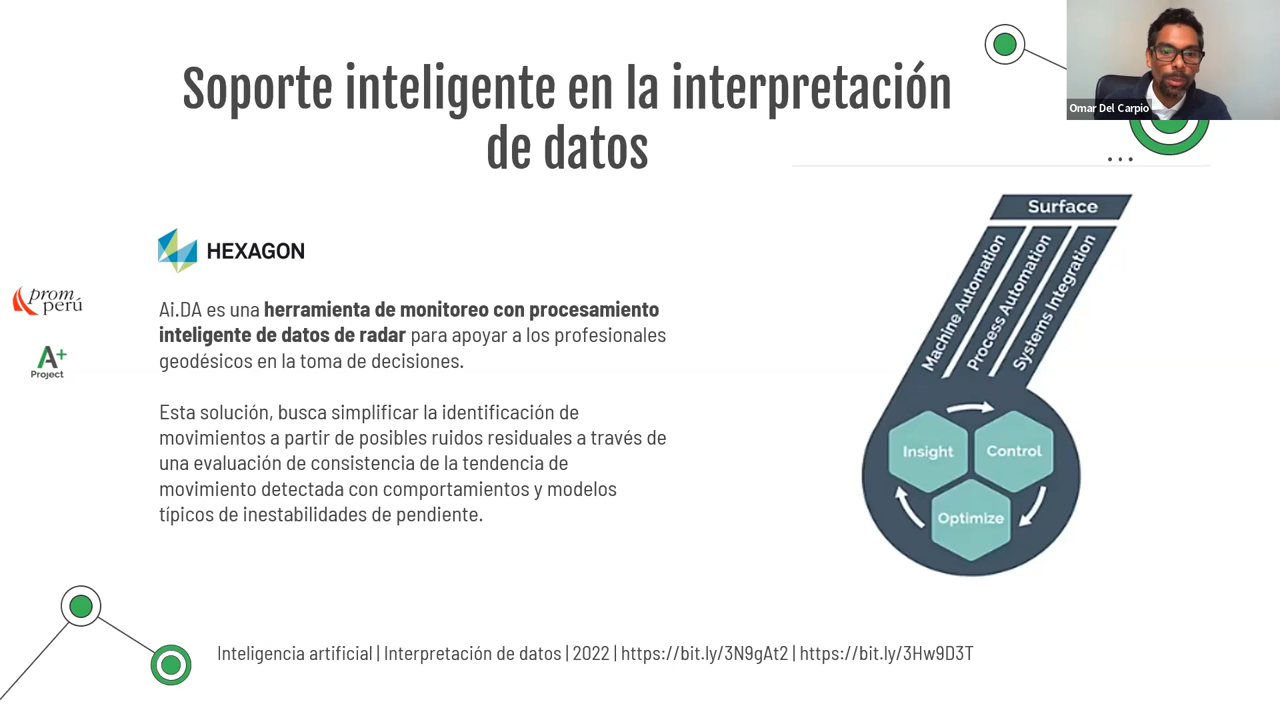 Soporte inteligente en la interpretación
de datos
Omar Del Carpio
HEXAGON
prom
perú
A+
Project
Ai.DA es una herramienta de monitoreo con procesamiento
inteligente de datos de radar para apoyar a los profesionales
geodésicos en la toma de decisiones.
Esta solución, busca simplificar la identificación de
movimientos a partir de posibles ruidos residuales a través de
una evaluación de consistencia de la tendencia de
movimiento detectada con comportamientos y modelos
típicos de inestabilidades de pendiente.
Surface
Machine Automation
Process Automation
Systems Integration
Insight
Control
Optimize
Inteligencia artificial | Interpretación de datos | 2022 | https://bit.ly/3N9gAt2 | https://bit.ly/3Hw9D3T